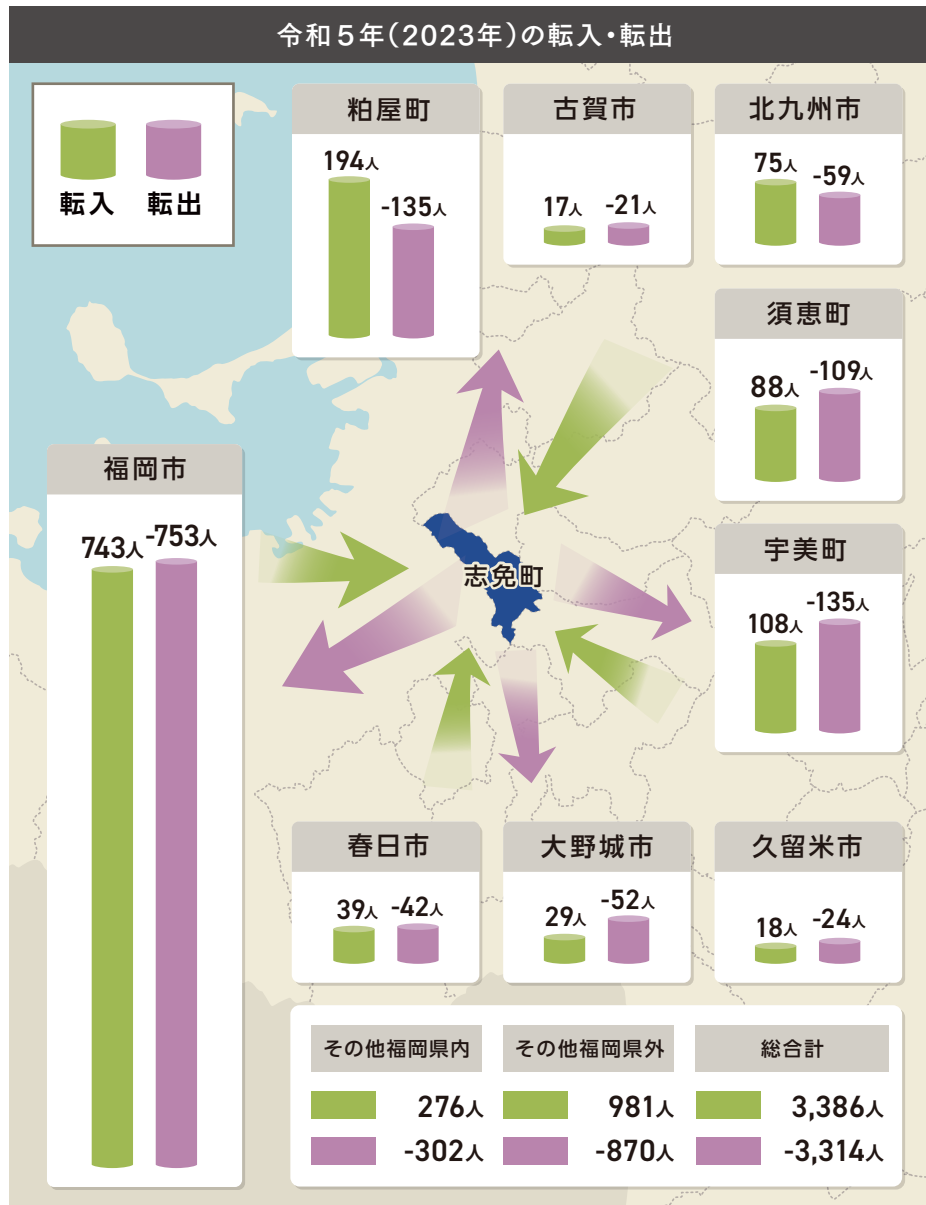 令和5年(2023年)の転入・転出
転入 転出
粕屋町
194人
-135人
古賀市
17人
-21人
北九州市
75人
-59人
須恵町
88人
-109人
福岡市
743人
-753人
志免町
宇美町
108人
-135人
春日市
39人
-42人
大野城市
29人
-52人
久留米市
18人
-24人
その他福岡県内
276人
-302人
その他福岡県外
981人
-870人
総合計
3,386人
-3,314人